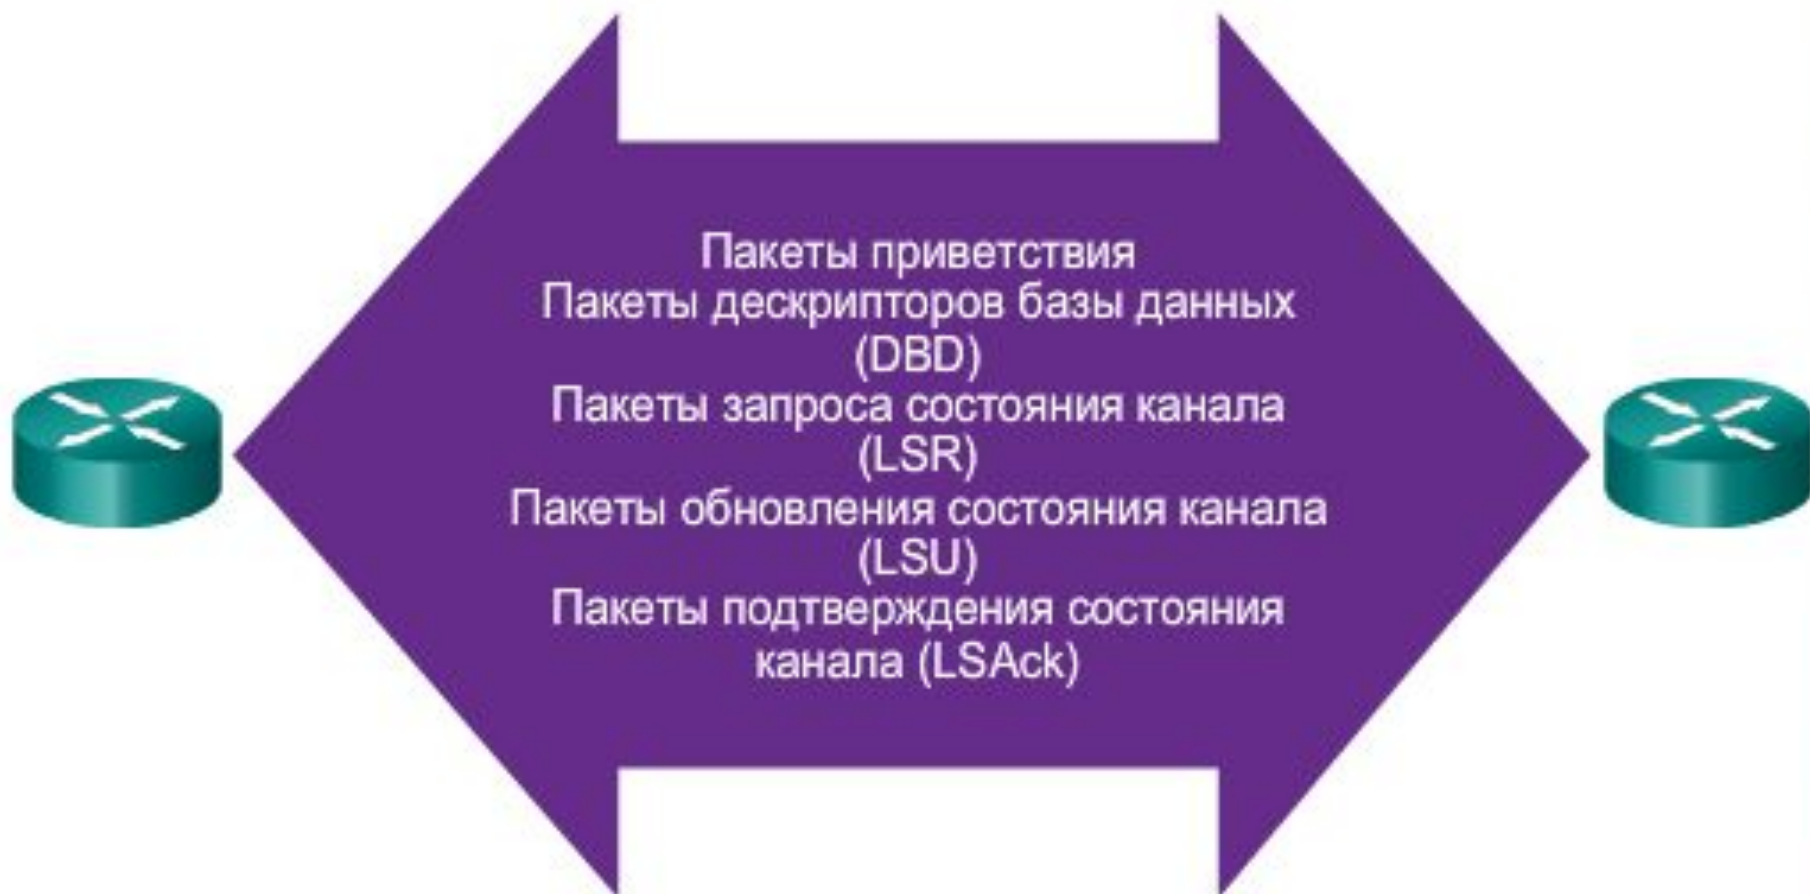 Пакеты приветствия
Пакеты дескрипторов базы данных
(DBD)
Пакеты запроса состояния канала
(LSR)
Пакеты обновления состояния канала
(LSU)
Пакеты подтверждения состояния
канала (LSAck)